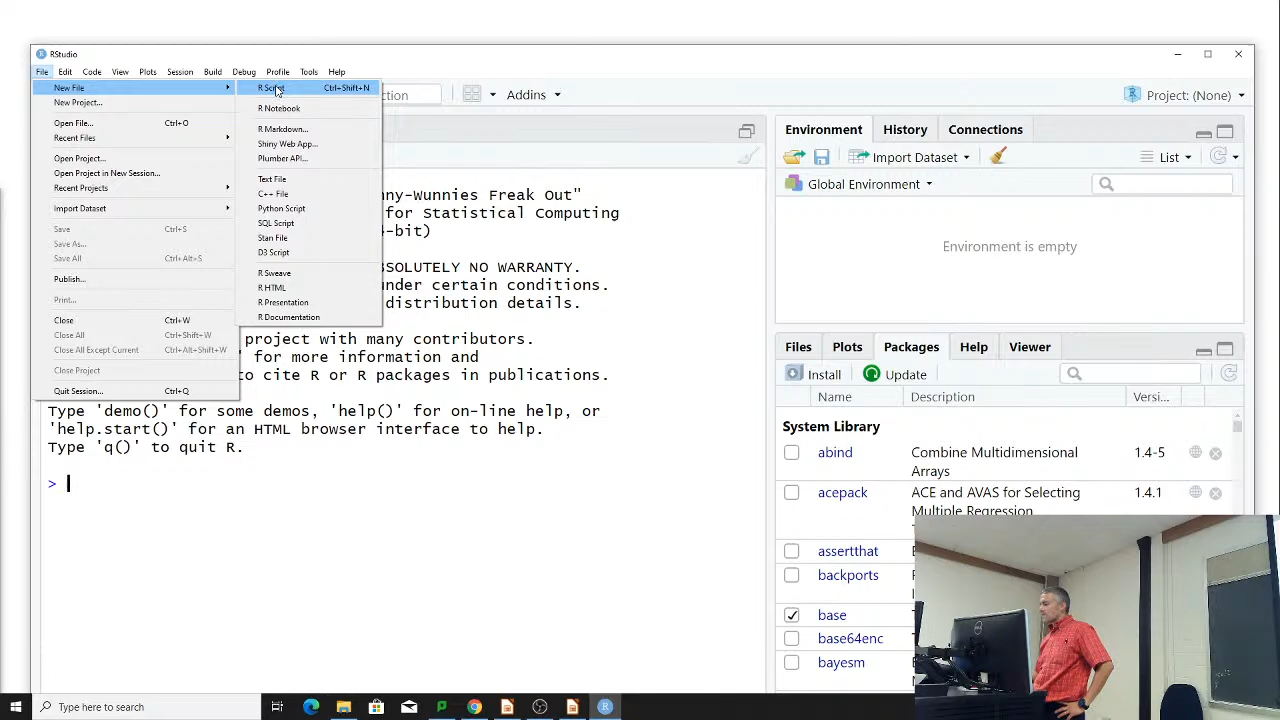 RStudio
File Edit Code View Plots Session Build Debug Profile Tools Help
New File
New Project...
Open File... Ctrl+O
Recent Files
Open Project...
Open Project in New Session...
Recent Projects
Import Dataset
Save Ctrl+S
Save As...
Save All Ctrl+Alt+S
Publish...
Print...
Close Ctrl+W
Close All Ctrl+Shift+W
Close All Except Current Ctrl+Alt+Shift+W
Close Project
Quit Session... Ctrl+Q
R Script Ctrl+Shift+N
R Notebook
R Markdown...
Shiny Web App...
Plumber API...
Text File
C++ File
Python Script
SQL Script
Stan File
D3 Script
R Sweave
R HTML
R Presentation
R Documentation
Addins
Project: (None)
ny-Wunnies Freak Out"
for Statistical Computing
-bit)
BSOLUTELY NO WARRANTY.
under certain conditions.
distribution details.
project with many contributors.
' for more information and
to cite R or R packages in publications.
Type 'demo()' for some demos, 'help()' for on-line help, or
'help.start()' for an HTML browser interface to help.
Type 'q()' to quit R.
>
Environment History Connections
Import Dataset List
Global Environment
Environment is empty
Files Plots Packages Help Viewer
Install Update
Name Description Versi...
System Library
abind Combine Multidimensional 1.4-5
Arrays
acepack ACE and AVAS for Selecting 1.4.1
Multiple Regression
assertthat
backports
base
base64enc
bayesm
Type here to search